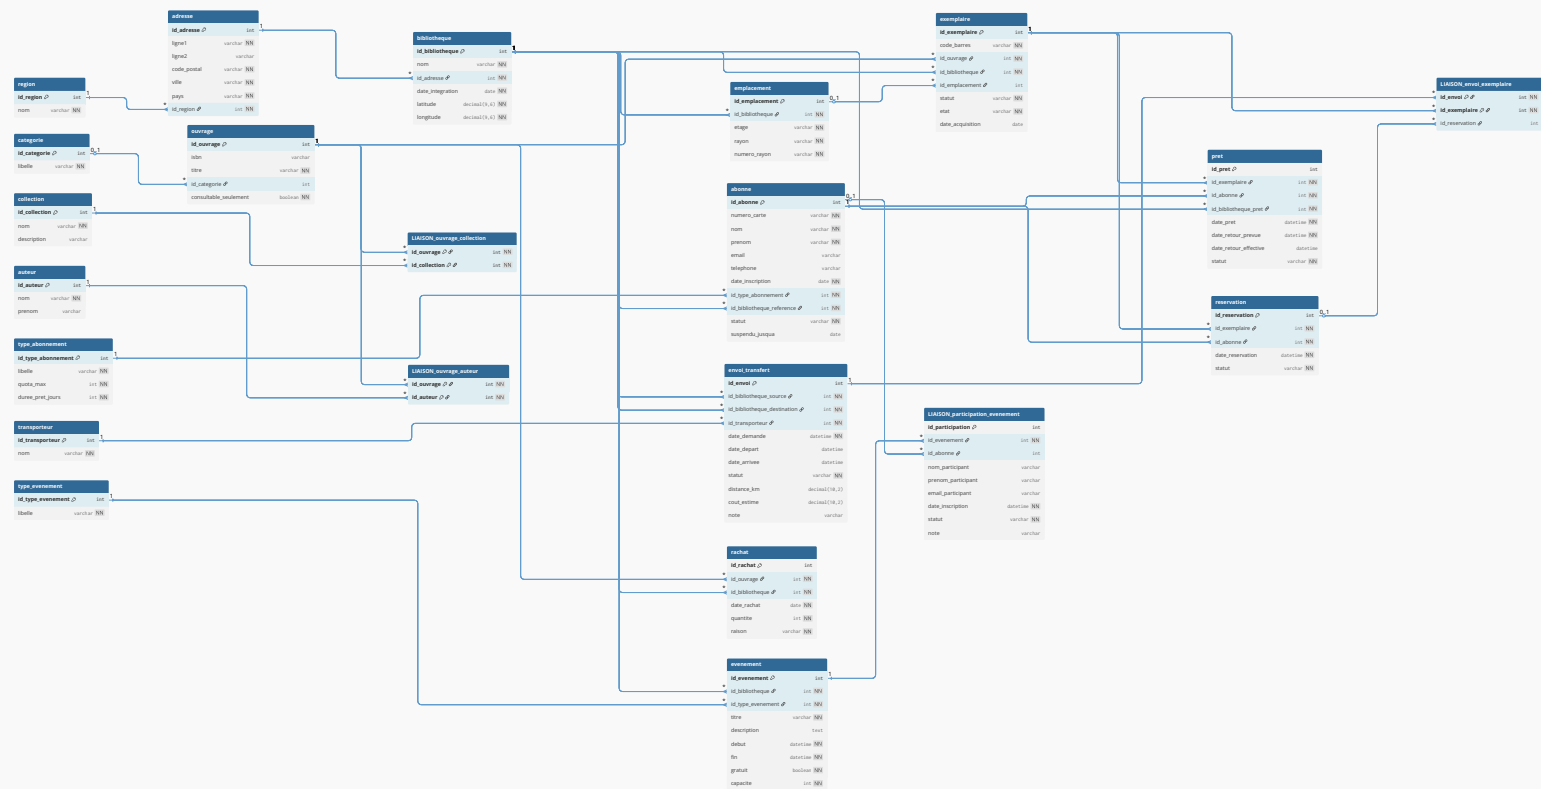 adresse
id_adresse int
ligne1 varchar NN
ligne2 varchar
code_postal varchar NN
ville varchar NN
pays varchar NN
id_region int NN
region
id_region int
nom varchar NN
categorie
id_categorie int
libelle varchar NN
collection
id_collection int
nom varchar NN
description varchar
auteur
id_auteur int
nom varchar NN
prenom varchar
type_abonnement
id_type_abonnement int
libelle varchar NN
quota_max int NN
duree_pret_jours int NN
transporteur
id_transporteur int
nom varchar NN
type_evenement
id_type_evenement int
libelle varchar NN
ouvrage
id_ouvrage int
isbn varchar
titre varchar NN
id_categorie int
consultable_seulement boolean NN
bibliotheque
id_bibliotheque int
nom varchar NN
id_adresse int NN
date_integration date NN
latitude decimal(9,6) NN
longitude decimal(9,6) NN
LIAISON_ouvrage_collection
id_ouvrage int NN
id_collection int NN
LIAISON_ouvrage_auteur
id_ouvrage int NN
id_auteur int NN
emplacement
id_emplacement int
id_bibliotheque int NN
etage varchar NN
rayon varchar NN
numero_rayon varchar NN
abonne
id_abonne int
numero_carte varchar NN
nom varchar NN
prenom varchar NN
email varchar
telephone varchar
date_inscription date NN
id_type_abonnement int NN
id_bibliotheque_reference int NN
statut varchar NN
suspendu_jusqua date
envoi_transfert
id_envoi int
id_bibliotheque_source int NN
id_bibliotheque_destination int NN
id_transporteur int NN
date_demande datetime NN
date_depart datetime
date_arrivee datetime
statut varchar NN
distance_km decimal(10,2)
cout_estime decimal(10,2)
note varchar
rachat
id_rachat int
id_ouvrage int NN
id_bibliotheque int NN
date_rachat date NN
quantite int NN
raison varchar NN
evenement
id_evenement int
id_bibliotheque int NN
id_type_evenement int NN
titre varchar NN
description text
debut datetime NN
fin datetime NN
gratuit boolean NN
capacite int NN
exemplaire
id_exemplaire int
code_barres varchar NN
id_ouvrage int NN
id_bibliotheque int NN
id_emplacement int
statut varchar NN
etat varchar NN
date_acquisition date
LIAISON_participation_evenement
id_participation int
id_evenement int NN
id_abonne int
nom_participant varchar
prenom_participant varchar
email_participant varchar
date_inscription datetime NN
statut varchar NN
note varchar
pret
id_pret int
id_exemplaire int NN
id_abonne int NN
id_bibliotheque_pret int NN
date_pret datetime NN
date_retour_prevue datetime NN
date_retour_effective datetime
statut varchar NN
reservation
id_reservation int
id_exemplaire int NN
id_abonne int NN
date_reservation datetime NN
statut varchar NN
LIAISON_envoi_exemplaire
id_envoi int NN
id_exemplaire int NN
id_reservation int